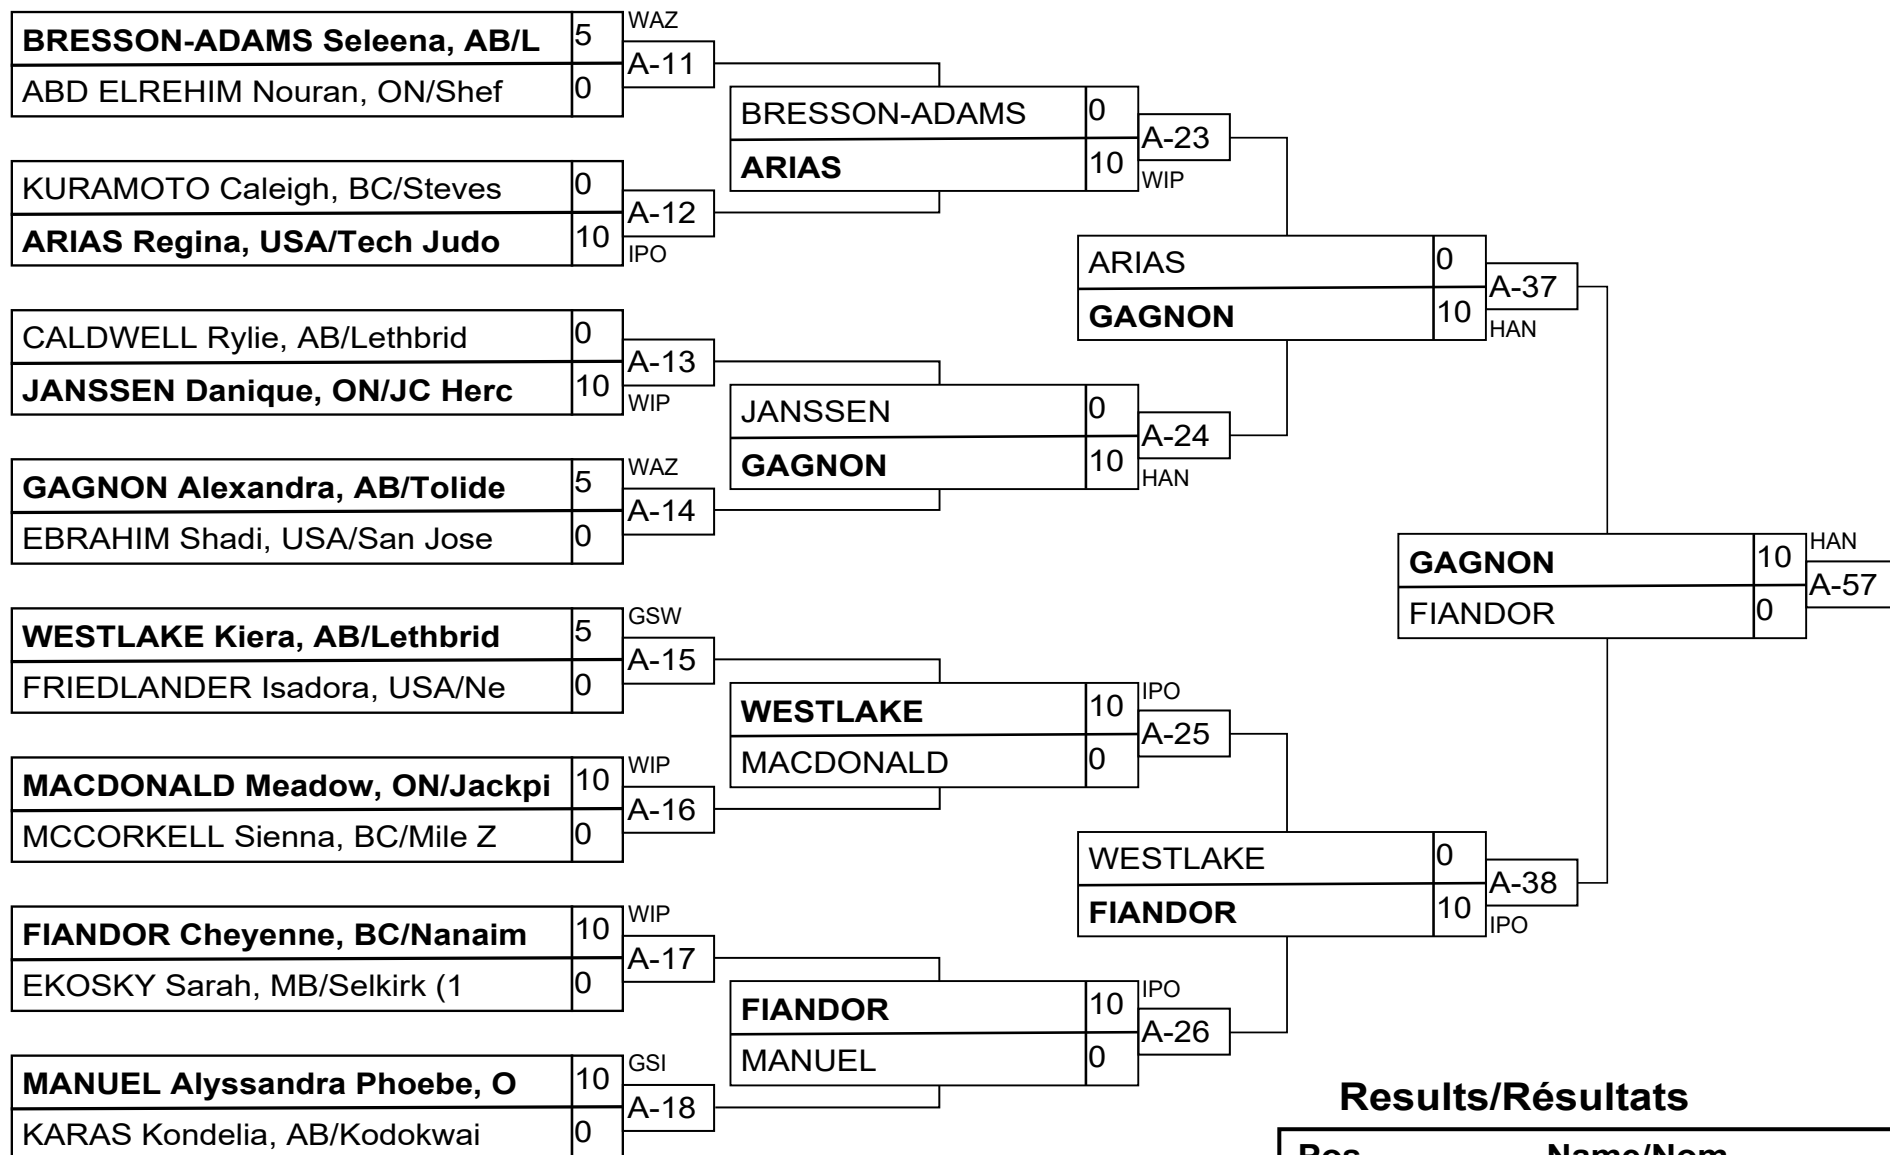 BRESSON-ADAMS Seleena, AB/L 5 WAZ
ABD ELREHIM Nouran, ON/Shef 0
A-11
KURAMOTO Caleigh, BC/Steves 0
ARIAS Regina, USA/Tech Judo 10 IPO
A-12
CALDWELL Rylie, AB/Lethbrid 0
JANSSEN Danique, ON/JC Herc 10 WIP
A-13
GAGNON Alexandra, AB/Tolide 5 WAZ
EBRAHIM Shadi, USA/San Jose 0
A-14
WESTLAKE Kiera, AB/Lethbrid 5 GSW
FRIEDLANDER Isadora, USA/Ne 0
A-15
MACDONALD Meadow, ON/Jackpi 10 WIP
MCCORKELL Sienna, BC/Mile Z 0
A-16
FIANDOR Cheyenne, BC/Nanaim 10 WIP
EKOSKY Sarah, MB/Selkirk (1 0
A-17
MANUEL Alyssandra Phoebe, O 10 GSI
KARAS Kondelia, AB/Kodokwai 0
A-18
BRESSON-ADAMS 0
ARIAS 10 WIP
A-23
JANSSEN 0
GAGNON 10 HAN
A-24
WESTLAKE 10 IPO
MACDONALD 0
A-25
FIANDOR 10 IPO
MANUEL 0
A-26
ARIAS 0
GAGNON 10 HAN
A-37
WESTLAKE 0
FIANDOR 10 IPO
A-38
GAGNON 10 HAN
FIANDOR 0
A-57
Results/Résultats
Pos Name/Nom